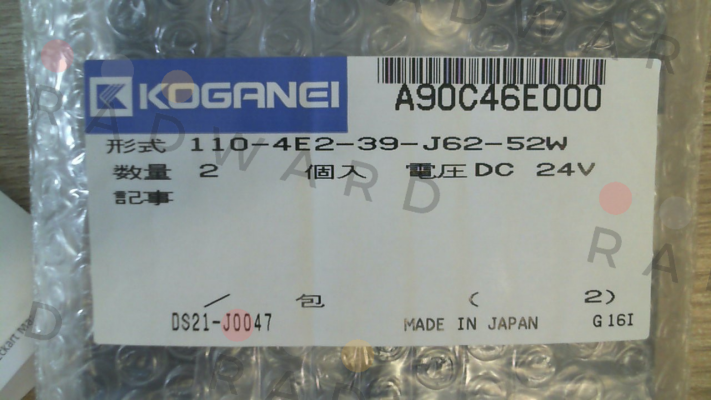 KOGANEI
A90C46E000
形式 110-4E2-39-J62-52W
数量 2 個入 電圧 DC 24V
記事
/ 包 ( 2)
DS21-J0047 MADE IN JAPAN G16I
RADWARD